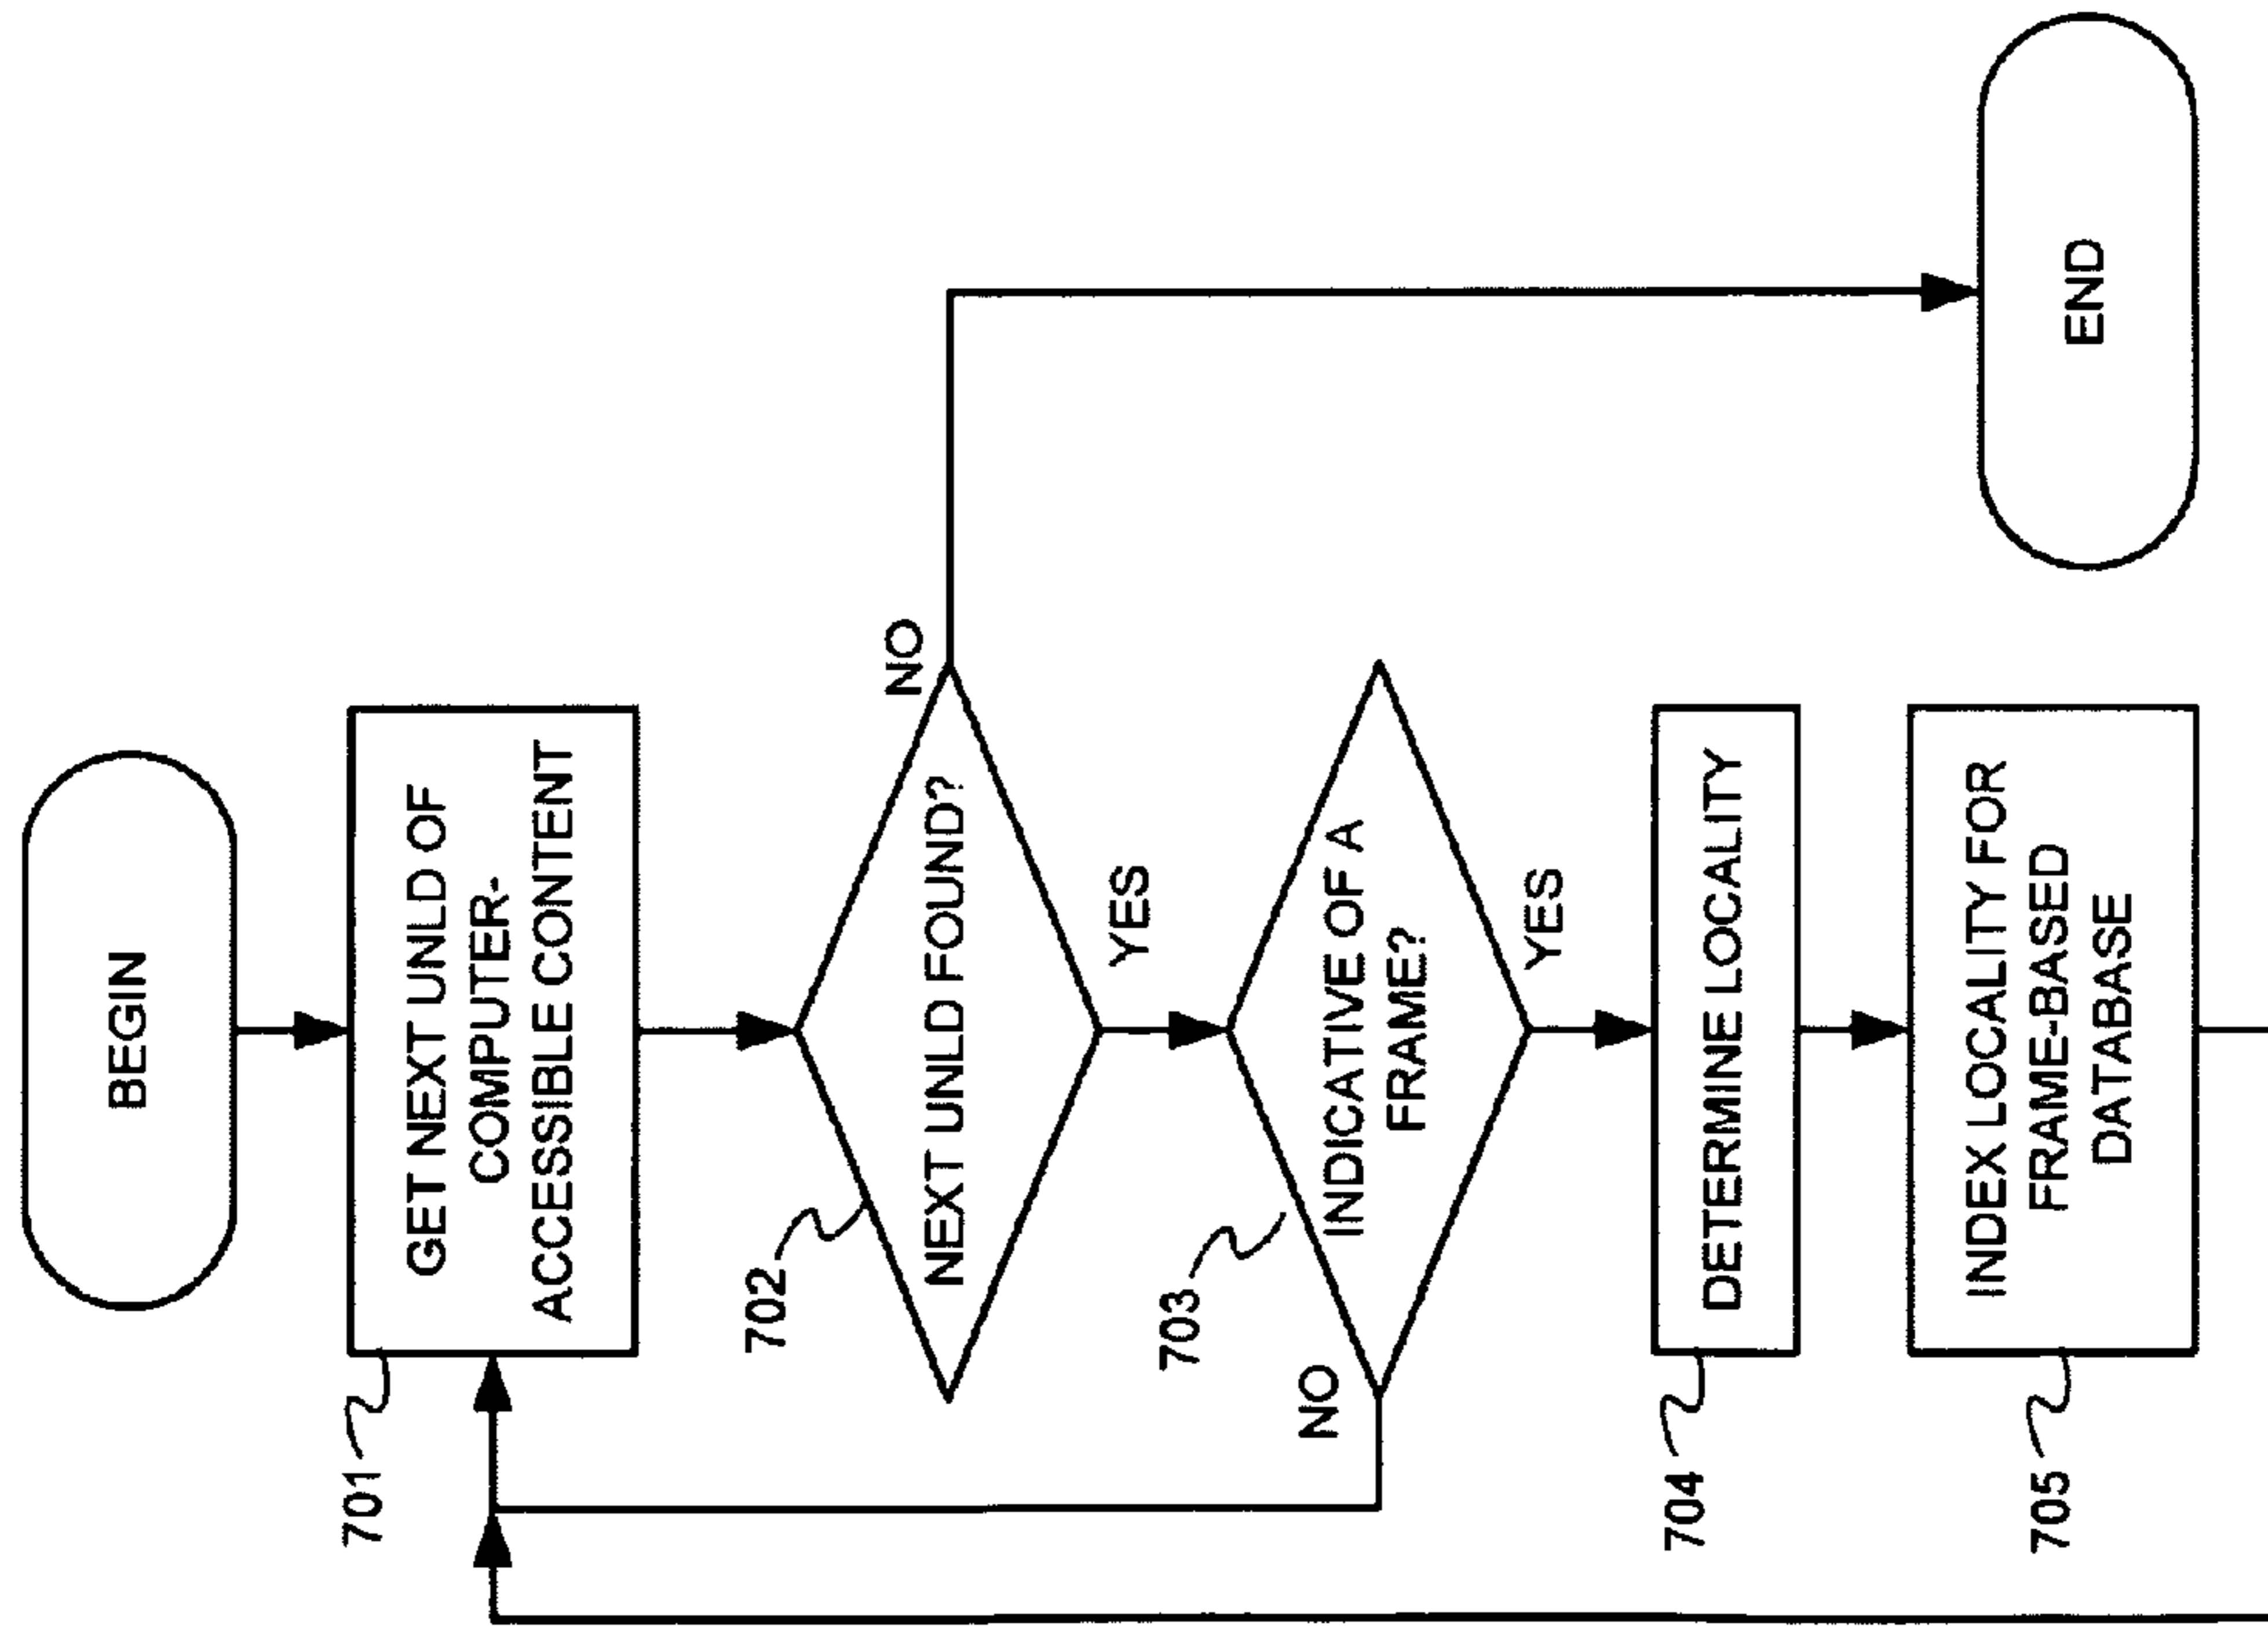 BEGIN
701
GET NEXT UNLD OF
COMPUTER-
ACCESSIBLE CONTENT
702
NEXT UNLD FOUND?
NO
YES
703
INDICATIVE OF A
FRAME?
NO
YES
704
DETERMINE LOCALITY
705
INDEX LOCALITY FOR
FRAME-BASED
DATABASE
END